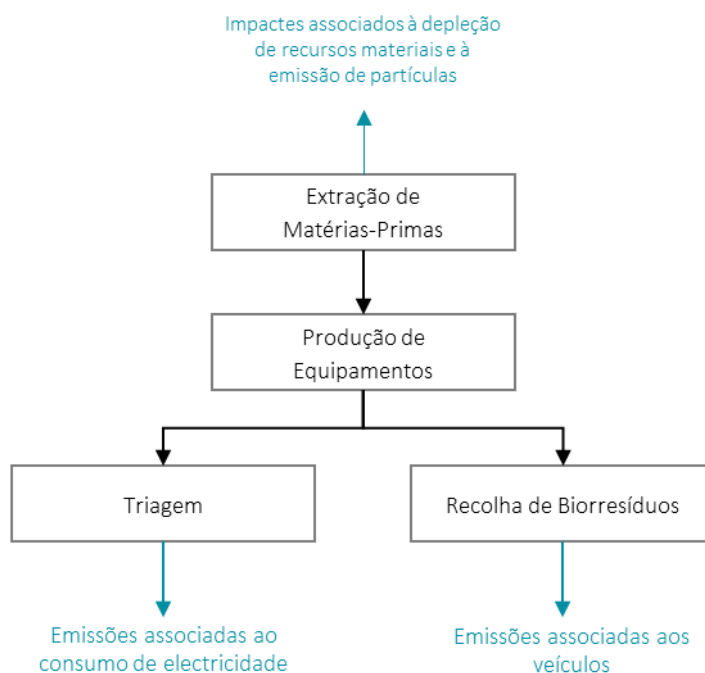 Impactes associados à depleção
de recursos materiais e à
emissão de partículas
Extração de
Matérias-Primas
Produção de
Equipamentos
Triagem
Recolha de Biorresíduos
Emissões associadas ao
consumo de electricidade
Emissões associadas aos
veículos